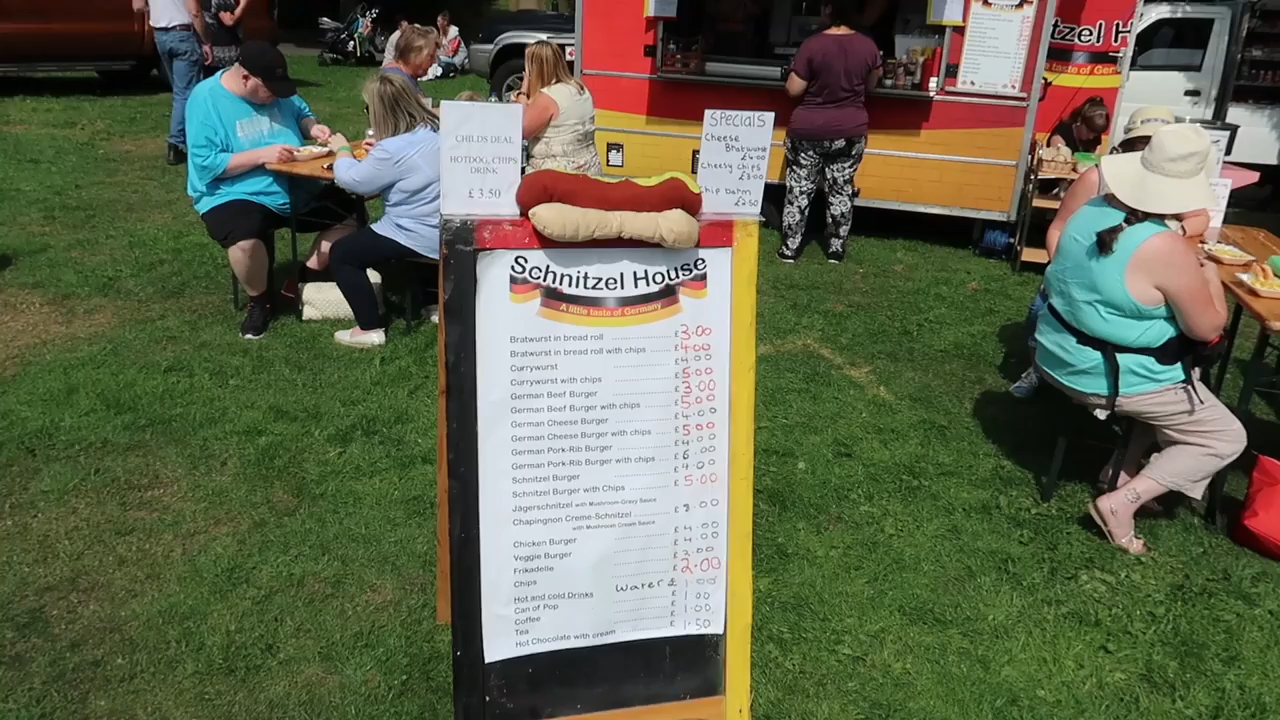 CHILDS DEAL
HOTDOG, CHIPS
DRINK
£3.50
SPECIALS
Cheese
Bratwurst
£4.00
cheesy chips
£3.00
chip barm
£2.50
Schnitzel House
A little taste of Germany
Bratwurst in bread roll £3.00
Bratwurst in bread roll with chips £4.00
Currywurst £4.00
Currywurst with chips £5.00
German Beef Burger £3.00
German Beef Burger with chips £5.00
German Cheese Burger £4.00
German Cheese Burger with chips £5.00
German Pork-Rib Burger £4.00
German Pork-Rib Burger with chips £6.00
Schnitzel Burger £4.00
Schnitzel Burger with Chips £5.00
Jägerschnitzel with Mushroom-Gravy Sauce
Chapingnon Creme-Schnitzel £8.00
with Mushroom Cream Sauce
Chicken Burger £4.00
Veggie Burger £4.00
Frikadelle £2.00
Chips £2.00
Hot and cold Drinks Water £1.00
Can of Pop £1.00
Coffee £1.00
Tea £1.00
Hot Chocolate with cream £1.50
Schnitzel H
le taste of Ger